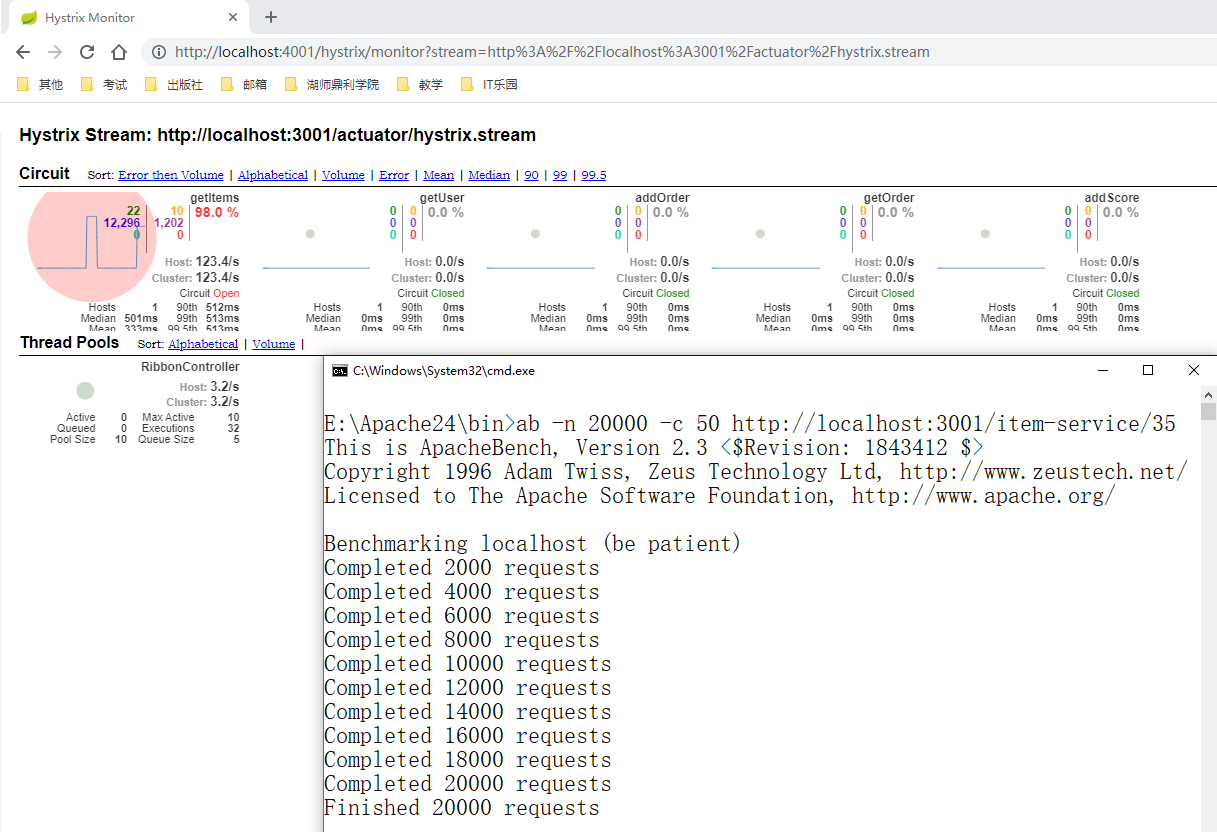 Hystrix Monitor
http://localhost:4001/hystrix/monitor?stream=http%3A%2F%2Flocalhost%3A3001%2Factuator%2Fhystrix.stream
其他 考试 出版社 邮箱 湖师鼎利学院 教学 IT乐园
Hystrix Stream: http://localhost:3001/actuator/hystrix.stream
Circuit Sort: Error then Volume | Alphabetical | Volume | Error | Mean | Median | 90 | 99 | 99.5
getItems getUser addOrder getOrder addScore
22 10 98.0 % 0 0 0.0 % 0 0 0.0 % 0 0 0.0 % 0 0 0.0 %
12,296 1,202 0 0 0 0 0 0 0 0
0 0 0 0 0 0 0 0 0 0
Host: 123.4/s Host: 0.0/s Host: 0.0/s Host: 0.0/s Host: 0.0/s
Cluster: 123.4/s Cluster: 0.0/s Cluster: 0.0/s Cluster: 0.0/s Cluster: 0.0/s
Circuit Open Circuit Closed Circuit Closed Circuit Closed Circuit Closed
Hosts 1 90th 512ms Hosts 1 90th 0ms Hosts 1 90th 0ms Hosts 1 90th 0ms Hosts 1 90th 0ms
Median 501ms 99th 513ms Median 0ms 99th 0ms Median 0ms 99th 0ms Median 0ms 99th 0ms Median 0ms 99th 0ms
Mean 333ms 99.5th 513ms Mean 0ms 99.5th 0ms Mean 0ms 99.5th 0ms Mean 0ms 99.5th 0ms Mean 0ms 99.5th 0ms
Thread Pools Sort: Alphabetical | Volume |
RibbonController
Host: 3.2/s
Cluster: 3.2/s
Active 0 Max Active 10
Queued 0 Executions 32
Pool Size 10 Queue Size 5
C:\Windows\System32\cmd.exe
E:\Apache24\bin>ab -n 20000 -c 50 http://localhost:3001/item-service/35
This is ApacheBench, Version 2.3 <$Revision: 1843412 $>
Copyright 1996 Adam Twiss, Zeus Technology Ltd, http://www.zeustech.net/
Licensed to The Apache Software Foundation, http://www.apache.org/
Benchmarking localhost (be patient)
Completed 2000 requests
Completed 4000 requests
Completed 6000 requests
Completed 8000 requests
Completed 10000 requests
Completed 12000 requests
Completed 14000 requests
Completed 16000 requests
Completed 18000 requests
Completed 20000 requests
Finished 20000 requests